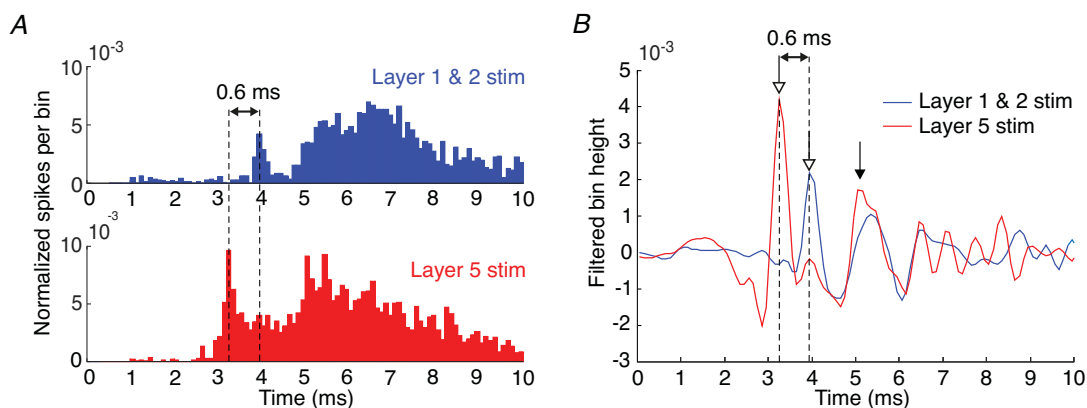 A
10-3
10
5
0
Layer 1 & 2 stim
0.6 ms
0 1 2 3 4 5 6 7 8 9 10
10-3
10
5
0
Layer 5 stim
0 1 2 3 4 5 6 7 8 9 10
Time (ms)
Normalized spikes per bin
B
10-3
0.6 ms
5
4
3
2
1
0
-1
-2
-3
Layer 1 & 2 stim
Layer 5 stim
Filtered bin height
0 1 2 3 4 5 6 7 8 9 10
Time (ms)